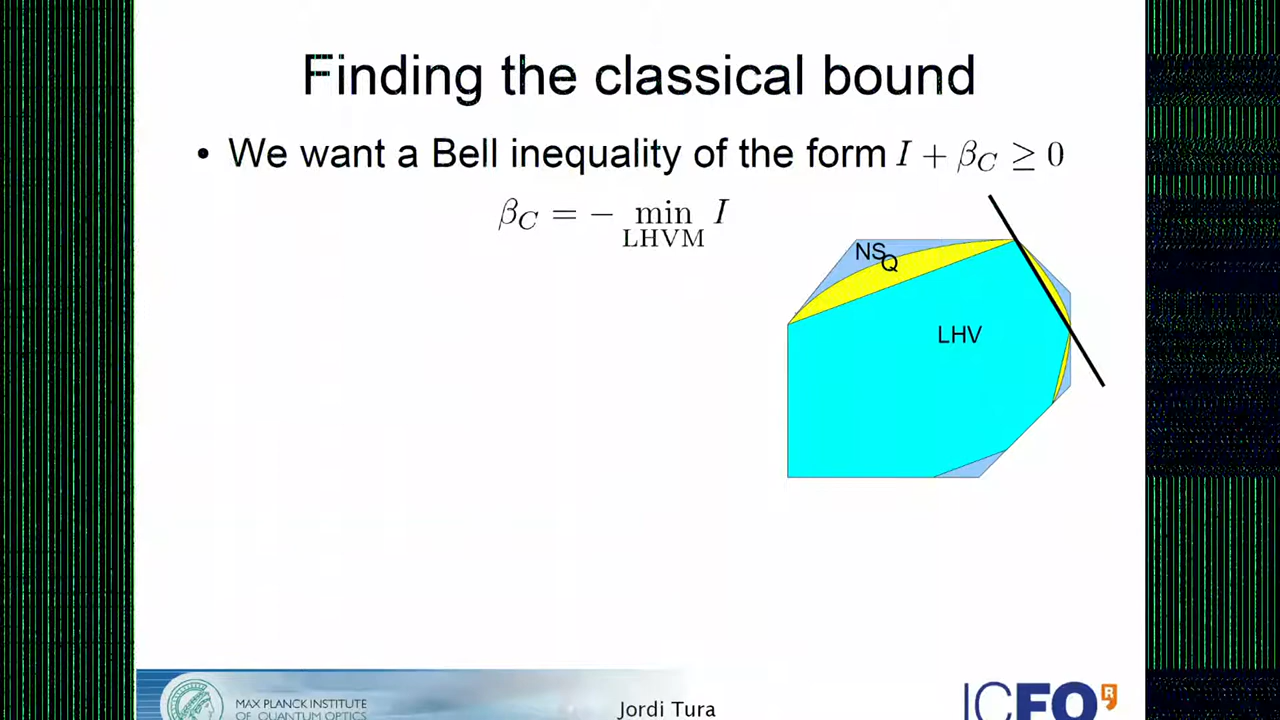 Finding the classical bound
• We want a Bell inequality of the form I + β_C ≥ 0
β_C = − min I
LHVM
NS
Q
LHV
MAX PLANCK INSTITUTE
OF QUANTUM OPTICS
Jordi Tura
ICFO
R